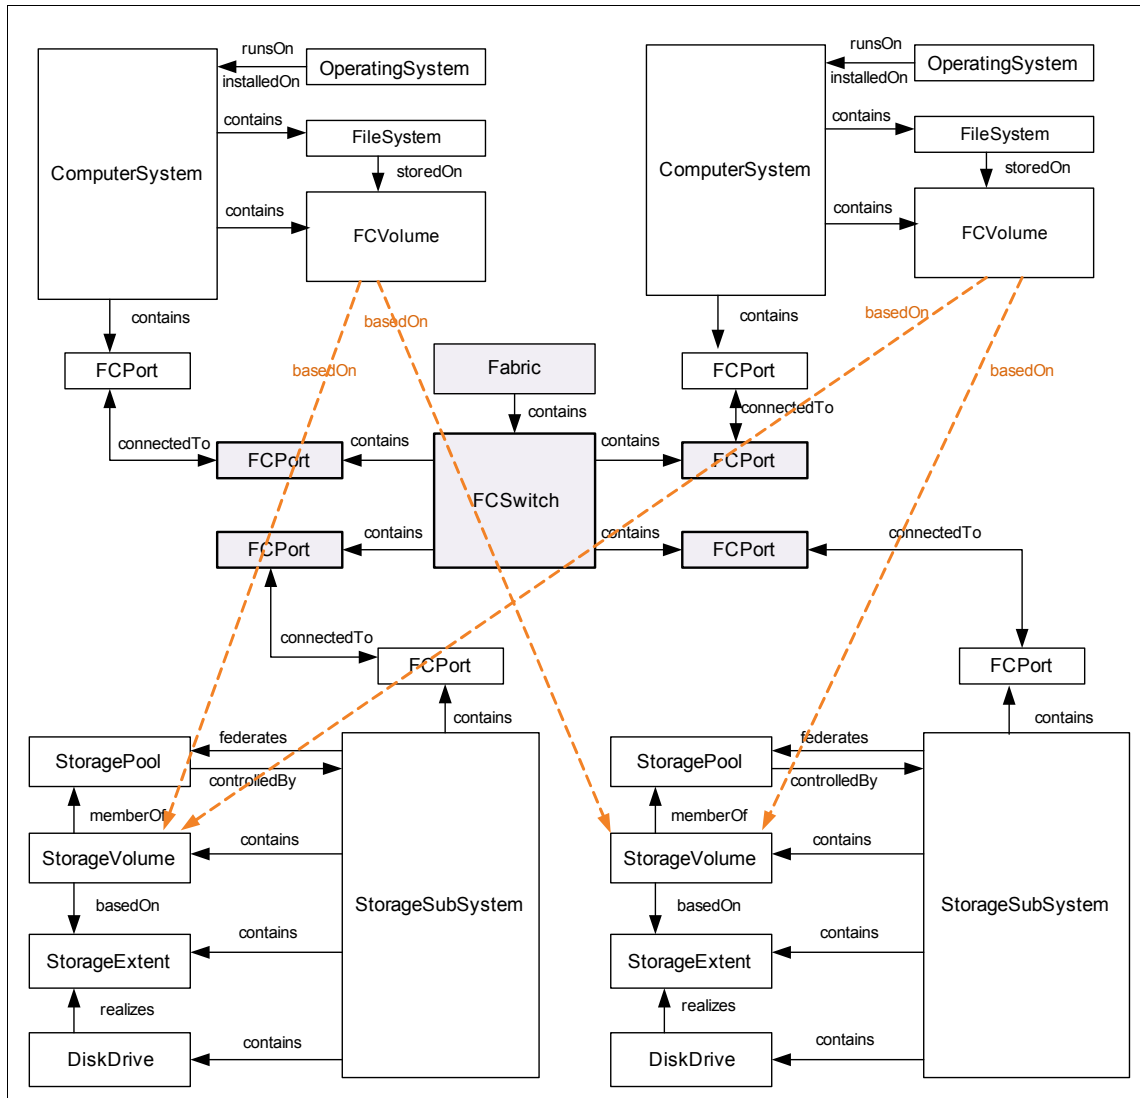 runsOn
OperatingSystem
installedOn
contains
FileSystem
storedOn
ComputerSystem
contains
FCVolume
contains
FCPort
connectedTo
runsOn
OperatingSystem
installedOn
contains
FileSystem
storedOn
ComputerSystem
contains
FCVolume
contains
FCPort
connectedTo
basedOn
basedOn
basedOn
basedOn
Fabric
contains
FCSwitch
contains
FCPort
contains
FCPort
contains
FCPort
contains
FCPort
connectedTo
connectedTo
FCPort
contains
FCPort
contains
federates
StoragePool
controlledBy
memberOf
contains
StorageVolume
basedOn
StorageSubSystem
contains
StorageExtent
realizes
contains
DiskDrive
federates
StoragePool
controlledBy
memberOf
contains
StorageVolume
basedOn
StorageSubSystem
contains
StorageExtent
realizes
contains
DiskDrive